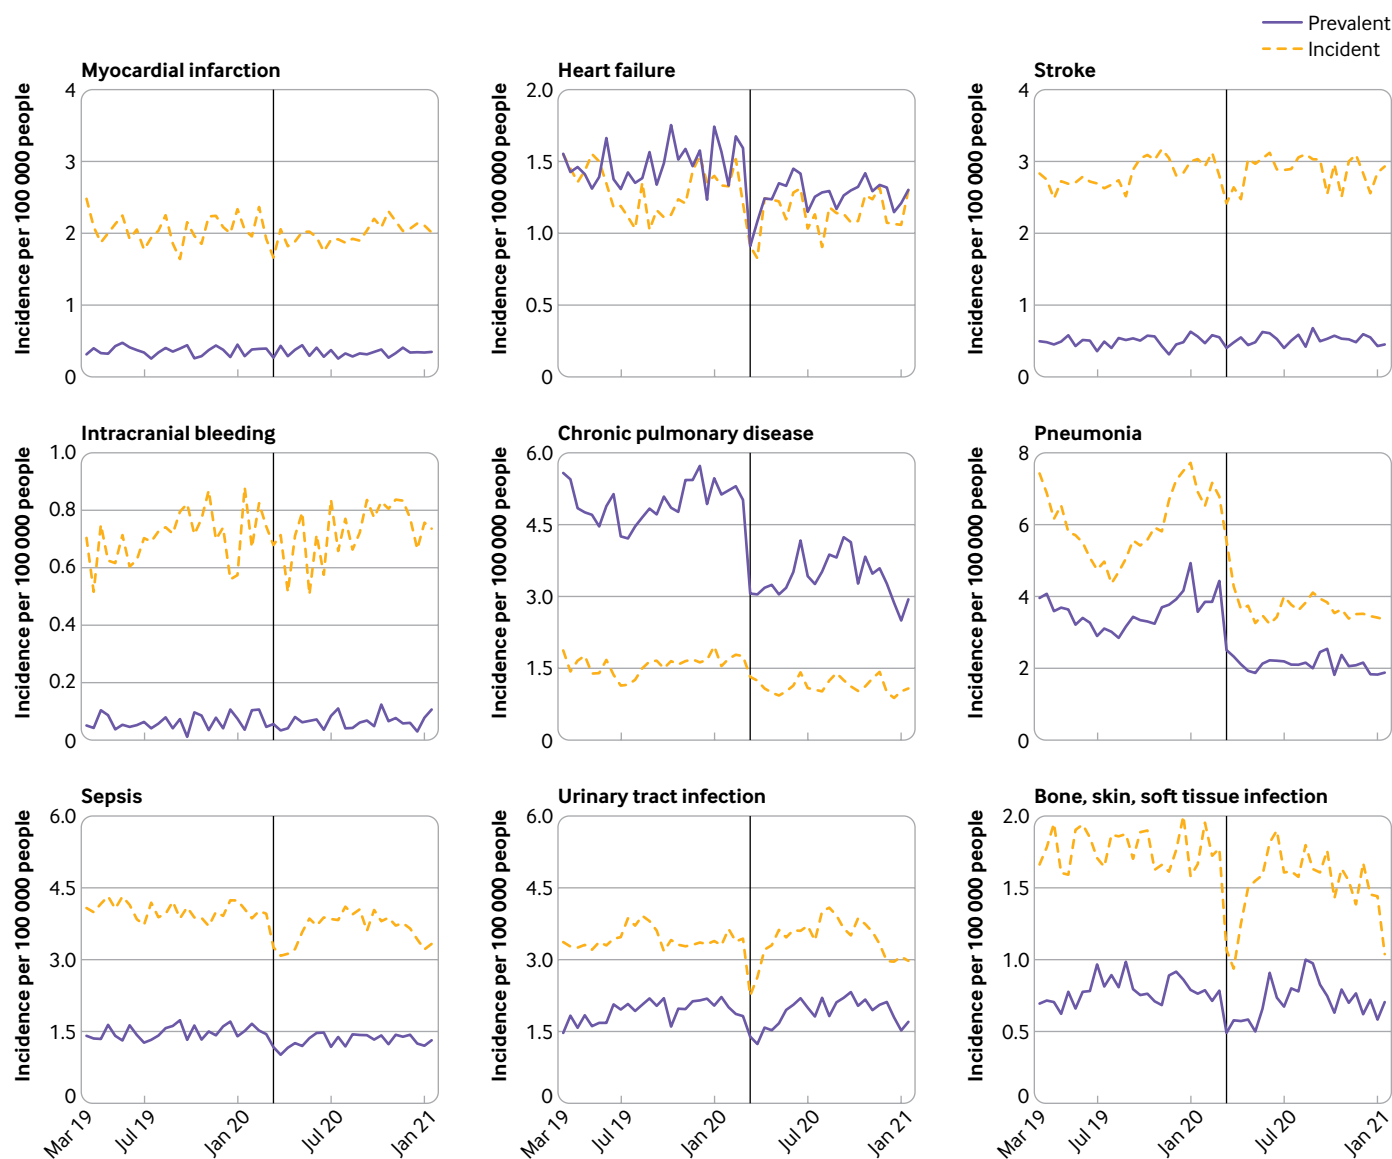 Prevalent
Incident
Myocardial infarction
Incidence per 100 000 people
4
3
2
1
0
Heart failure
Incidence per 100 000 people
2.0
1.5
1.0
0.5
0
Stroke
Incidence per 100 000 people
4
3
2
1
0
Intracranial bleeding
Incidence per 100 000 people
1.0
0.8
0.6
0.4
0.2
0
Chronic pulmonary disease
Incidence per 100 000 people
6.0
4.5
3.0
1.5
0
Pneumonia
Incidence per 100 000 people
8
6
4
2
0
Sepsis
Incidence per 100 000 people
6.0
4.5
3.0
1.5
0
Mar 19
Jul 19
Jan 20
Jul 20
Jan 21
Urinary tract infection
Incidence per 100 000 people
6.0
4.5
3.0
1.5
0
Mar 19
Jul 19
Jan 20
Jul 20
Jan 21
Bone, skin, soft tissue infection
Incidence per 100 000 people
2.0
1.5
1.0
0.5
0
Mar 19
Jul 19
Jan 20
Jul 20
Jan 21